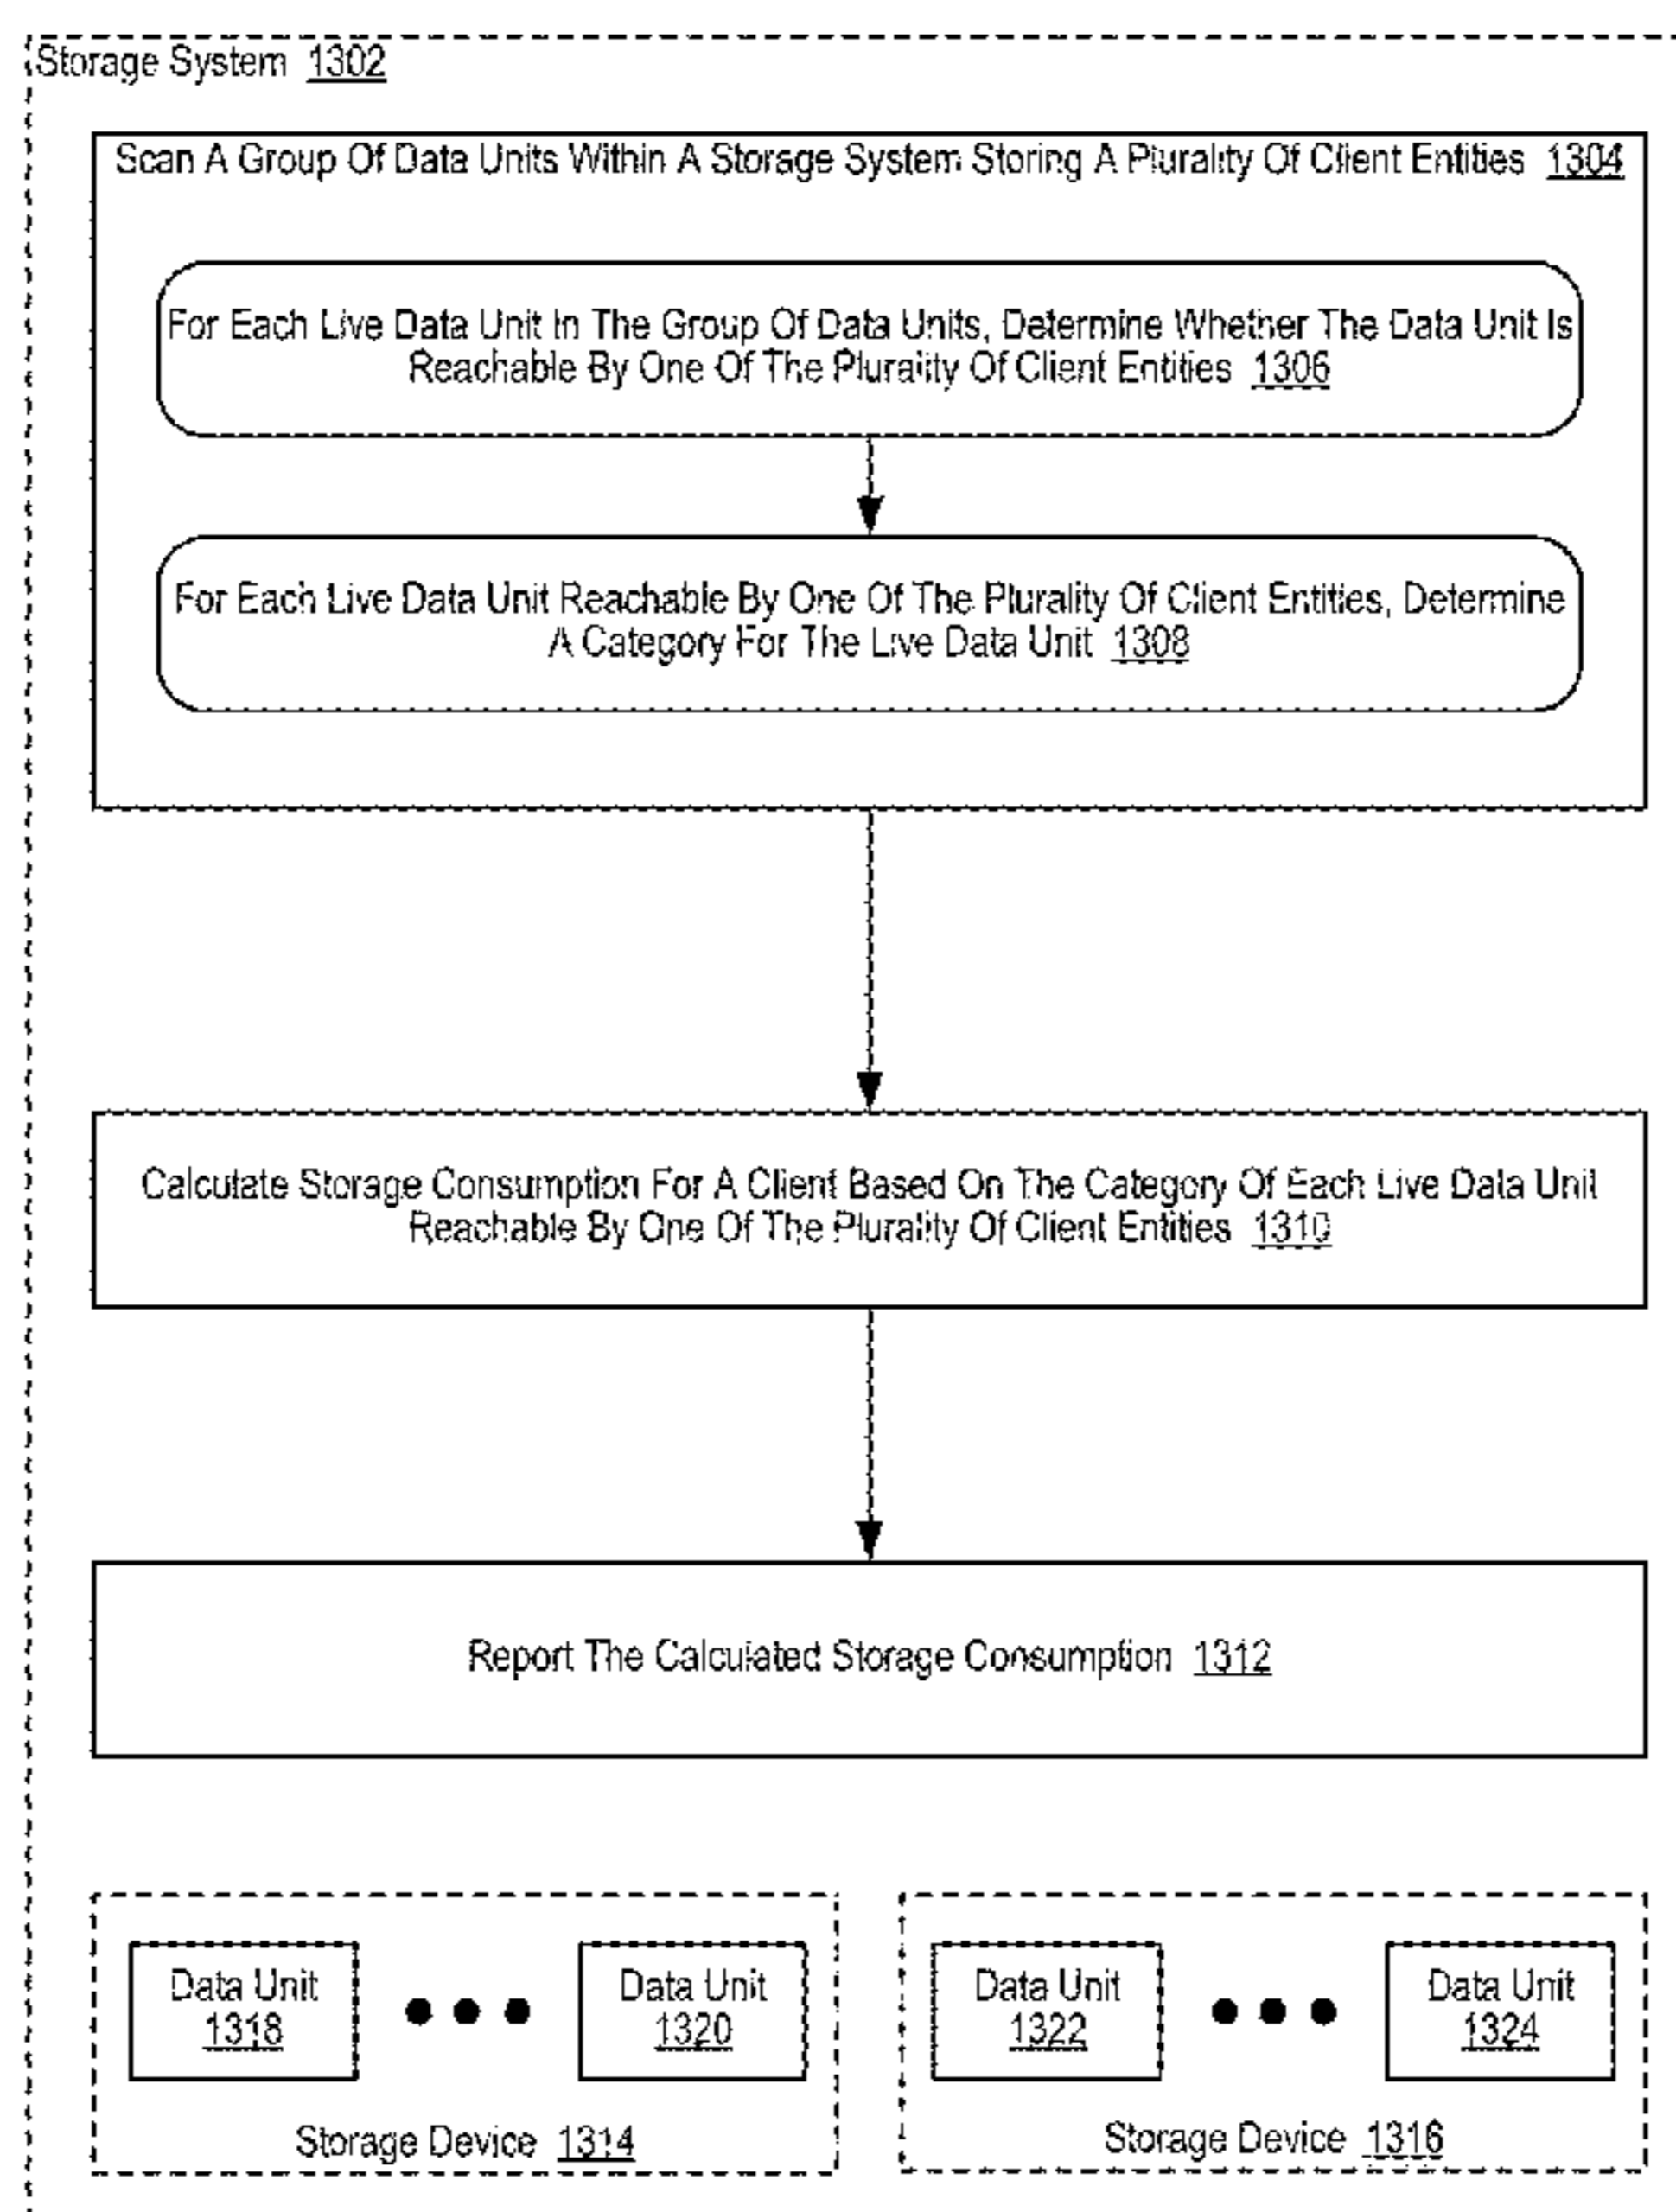 Storage System 1302
Scan A Group Of Data Units Within A Storage System Storing A Plurality Of Client Entities 1304
For Each Live Data Unit In The Group Of Data Units, Determine Whether The Data Unit Is
Reachable By One Of The Plurality Of Client Entities 1306
For Each Live Data Unit Reachable By One Of The Plurality Of Client Entities, Determine
A Category For The Live Data Unit 1308
Calculate Storage Consumption For A Client Based On The Category Of Each Live Data Unit
Reachable By One Of The Plurality Of Client Entities 1310
Report The Calculated Storage Consumption 1312
Data Unit
1318
Data Unit
1320
Storage Device 1314
Data Unit
1322
Data Unit
1324
Storage Device 1316